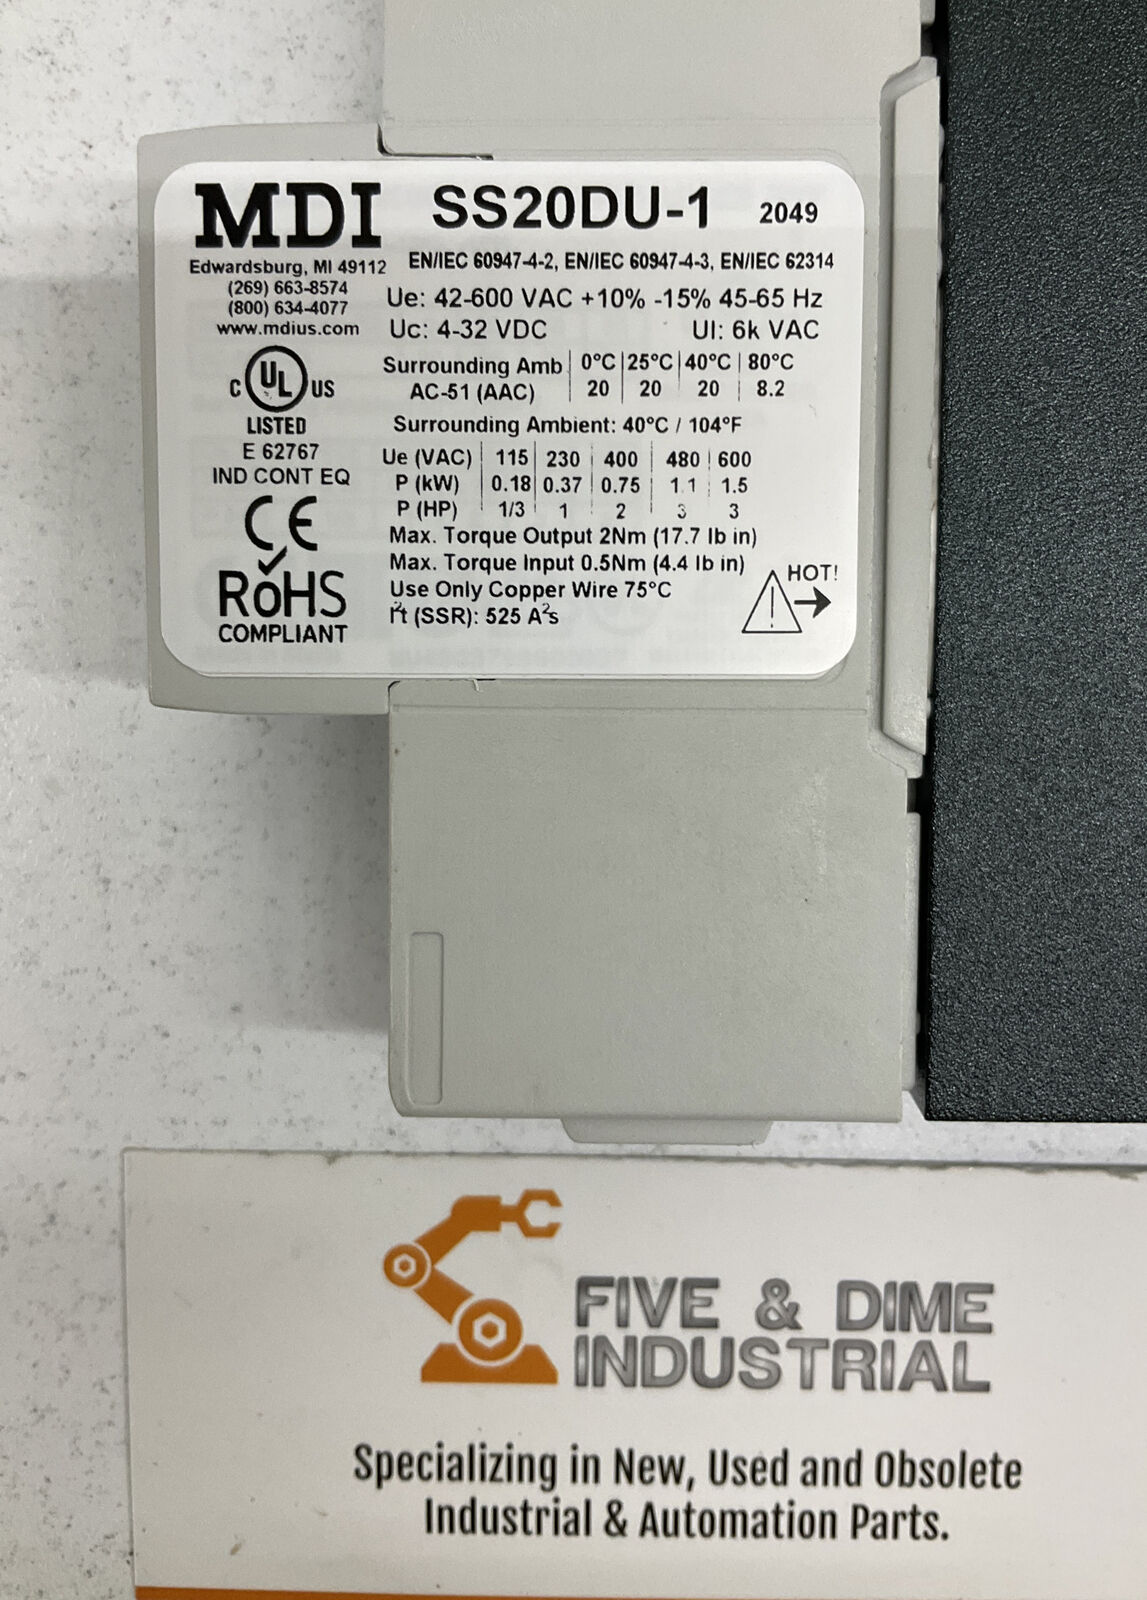 MDI
SS20DU-1 2049
Edwardsburg, MI 49112
(269) 663-8574
(800) 634-4077
www.mdius.com
EN/IEC 60947-4-2, EN/IEC 60947-4-3, EN/IEC 62314
Ue: 42-600 VAC +10% -15% 45-65 Hz
Uc: 4-32 VDC UI: 6k VAC
Surrounding Amb 0°C 25°C 40°C 80°C
AC-51 (AAC) 20 20 20 8.2
Surrounding Ambient: 40°C / 104°F
Ue (VAC) 115 230 400 480 600
P (kW) 0.18 0.37 0.75 1.1 1.5
P (HP) 1/3 1 2 3 3
Max. Torque Output 2Nm (17.7 lb in)
Max. Torque Input 0.5Nm (4.4 lb in)
Use Only Copper Wire 75°C
I²t (SSR): 525 A²s
HOT!
C UL US
LISTED
E 62767
IND CONT EQ
CE
RoHS
COMPLIANT
FIVE & DIME
INDUSTRIAL
Specializing in New, Used and Obsolete
Industrial & Automation Parts.